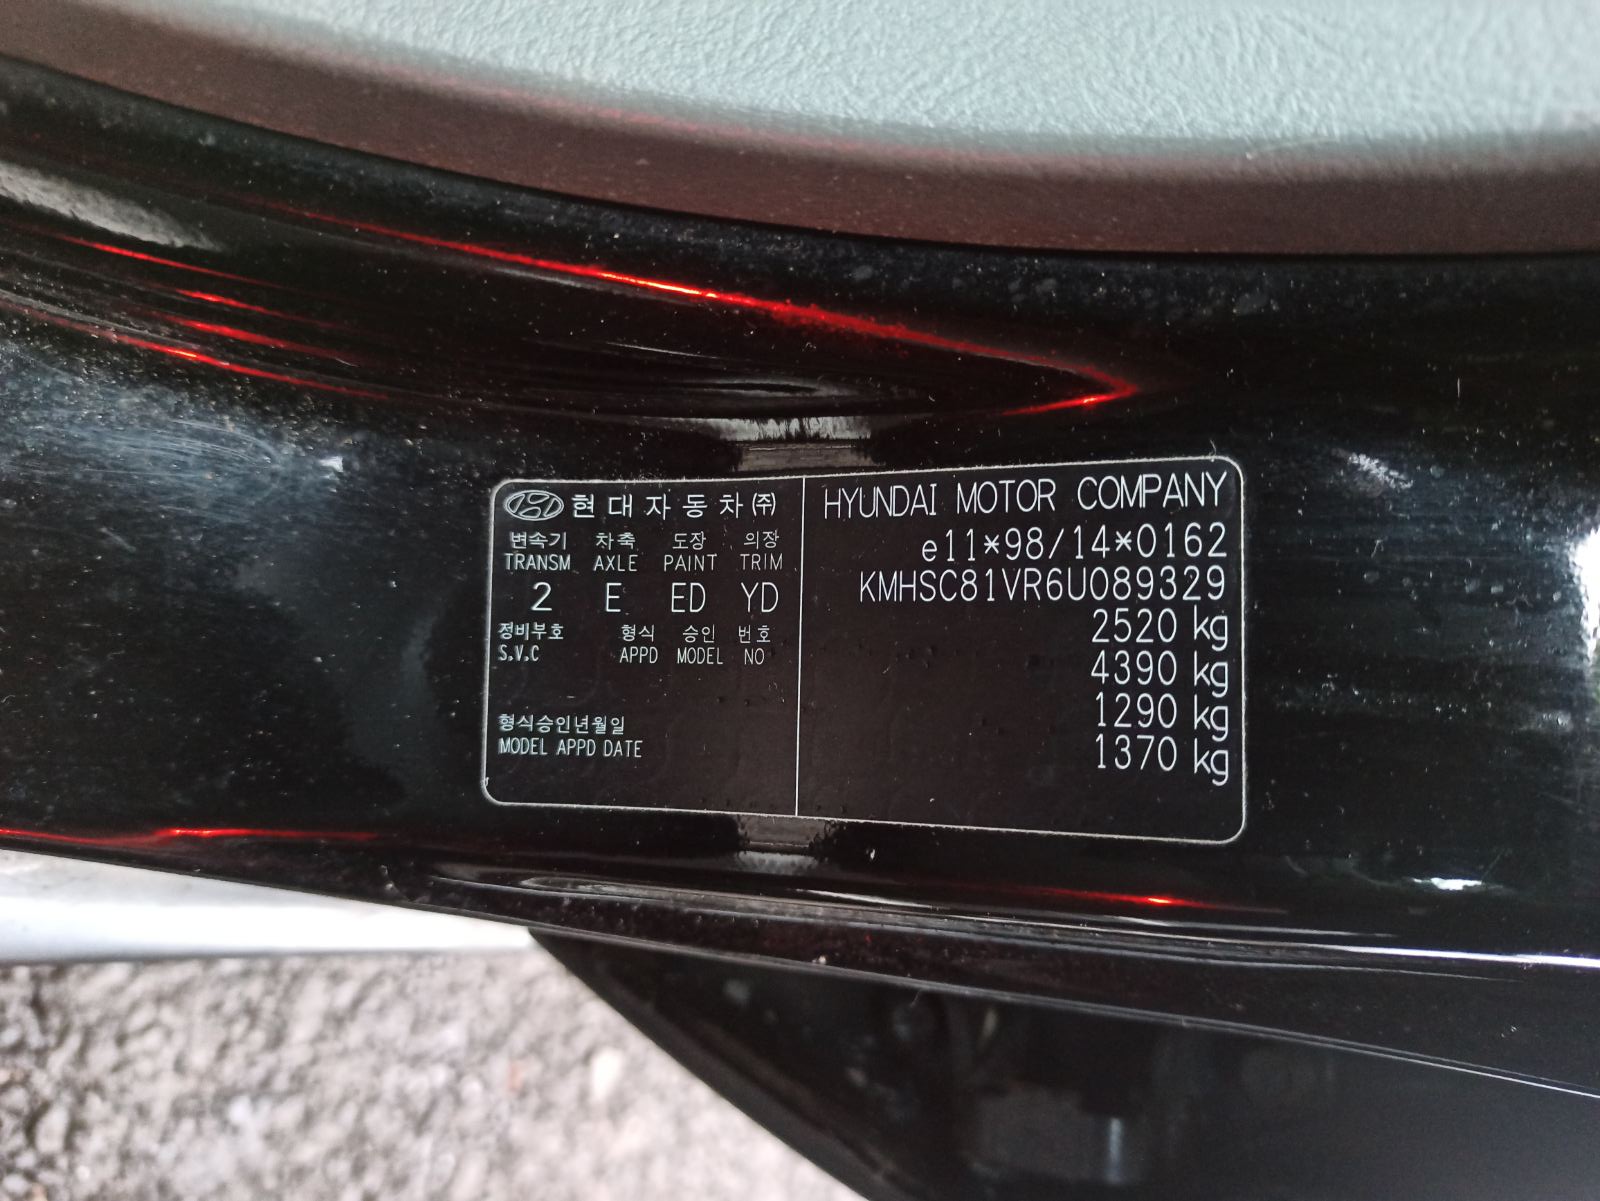 현대자동차㈜
변속기 차축 도장 의장
TRANSM AXLE PAINT TRIM
2 E ED YD
정비부호 형식 승인 번호
S.V.C APPD MODEL NO
형식승인년월일
MODEL APPD DATE
HYUNDAI MOTOR COMPANY
e11*98/14*0162
KMHSC81VR6U089329
2520 kg
4390 kg
1290 kg
1370 kg